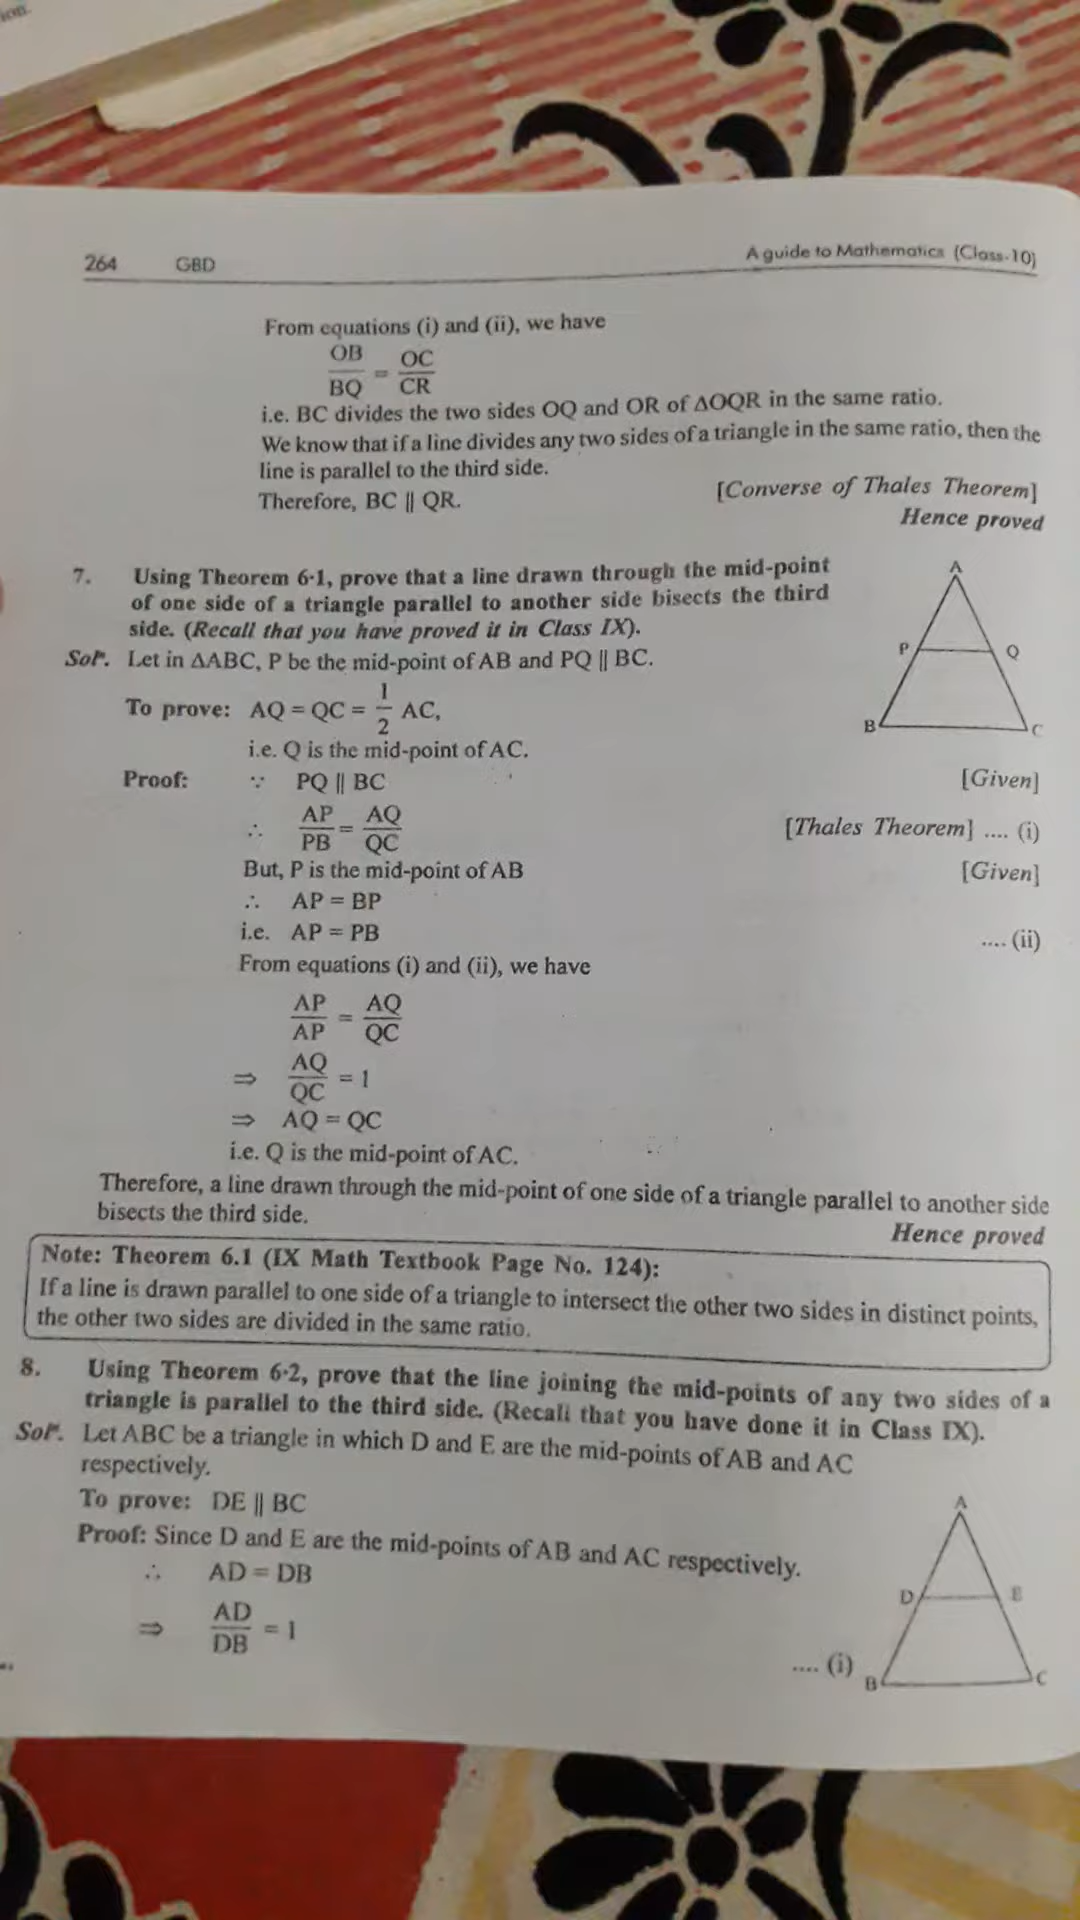 ion.
264 GBD A guide to Mathematics (Class-10)
From equations (i) and (ii), we have
OB/BQ = OC/CR
i.e. BC divides the two sides OQ and OR of ΔOQR in the same ratio.
We know that if a line divides any two sides of a triangle in the same ratio, then the
line is parallel to the third side.
[Converse of Thales Theorem]
Therefore, BC || QR.
Hence proved
7. Using Theorem 6·1, prove that a line drawn through the mid-point
of one side of a triangle parallel to another side bisects the third
side. (Recall that you have proved it in Class IX).
Solⁿ. Let in ΔABC, P be the mid-point of AB and PQ || BC.
To prove: AQ = QC = 1/2 AC,
i.e. Q is the mid-point of AC.
A
P Q
B C
Proof: ∵ PQ || BC [Given]
∴ AP/PB = AQ/QC [Thales Theorem] .... (i)
But, P is the mid-point of AB [Given]
∴ AP = BP
i.e. AP = PB .... (ii)
From equations (i) and (ii), we have
AP/AP = AQ/QC
⇒ AQ/QC = 1
⇒ AQ = QC
i.e. Q is the mid-point of AC.
Therefore, a line drawn through the mid-point of one side of a triangle parallel to another side
bisects the third side.
Hence proved
Note: Theorem 6.1 (IX Math Textbook Page No. 124):
If a line is drawn parallel to one side of a triangle to intersect the other two sides in distinct points,
the other two sides are divided in the same ratio.
8. Using Theorem 6·2, prove that the line joining the mid-points of any two sides of a
triangle is parallel to the third side. (Recall that you have done it in Class IX).
Solⁿ. Let ABC be a triangle in which D and E are the mid-points of AB and AC
respectively.
To prove: DE || BC
Proof: Since D and E are the mid-points of AB and AC respectively.
∴ AD = DB
⇒ AD/DB = 1 .... (i)
A
D E
B C